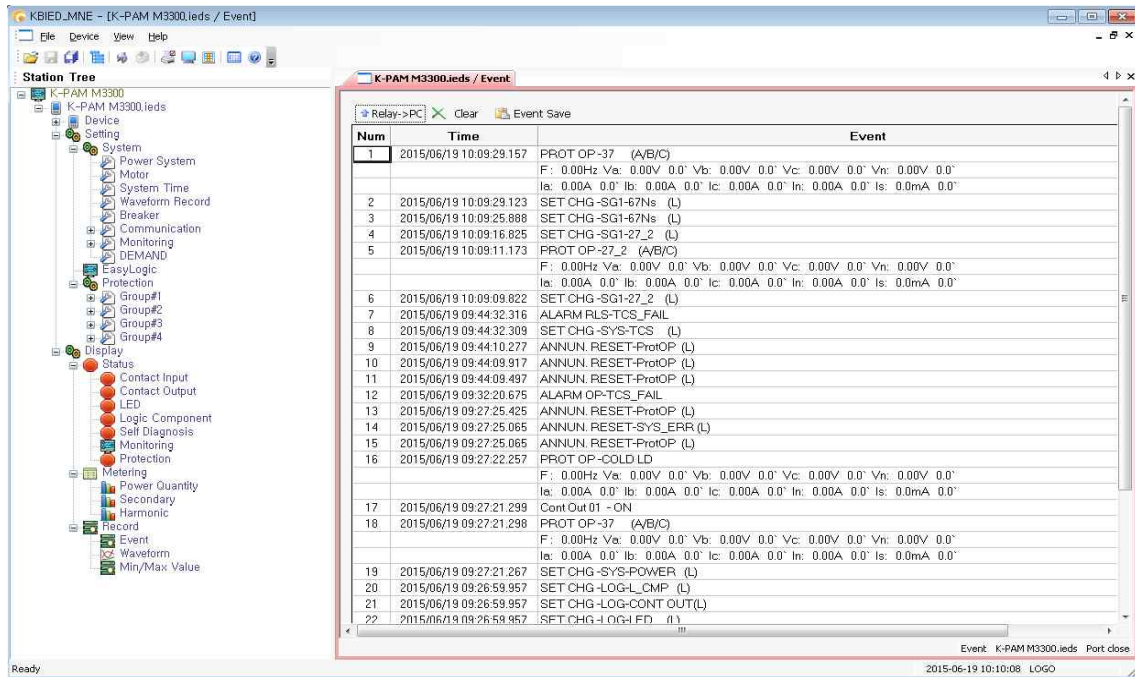 KBIED_MNE - [K-PAM M3300.ieds / Event]
File Device View Help
Station Tree
K-PAM M3300
K-PAM M3300.ieds
Device
Setting
System
Power System
Motor
System Time
Waveform Record
Breaker
Communication
Monitoring
DEMAND
EasyLogic
Protection
Group#1
Group#2
Group#3
Group#4
Display
Status
Contact Input
Contact Output
LED
Logic Component
Self Diagnosis
Monitoring
Protection
Metering
Power Quantity
Secondary
Harmonic
Record
Event
Waveform
Min/Max Value
K-PAM M3300.ieds / Event
Relay->PC Clear Event Save
Num Time Event
1 2015/06/19 10:09:29.157 PROT OP-37 (A/B/C)
F: 0.00Hz Va: 0.00V 0.0` Vb: 0.00V 0.0` Vc: 0.00V 0.0` Vn: 0.00V 0.0`
Ia: 0.00A 0.0` Ib: 0.00A 0.0` Ic: 0.00A 0.0` In: 0.00A 0.0` Is: 0.0mA 0.0`
2 2015/06/19 10:09:29.123 SET CHG-SG1-67Ns (L)
3 2015/06/19 10:09:25.888 SET CHG-SG1-67Ns (L)
4 2015/06/19 10:09:16.825 SET CHG-SG1-27_2 (L)
5 2015/06/19 10:09:11.173 PROT OP-27_2 (A/B/C)
F: 0.00Hz Va: 0.00V 0.0` Vb: 0.00V 0.0` Vc: 0.00V 0.0` Vn: 0.00V 0.0`
Ia: 0.00A 0.0` Ib: 0.00A 0.0` Ic: 0.00A 0.0` In: 0.00A 0.0` Is: 0.0mA 0.0`
6 2015/06/19 10:09:09.822 SET CHG-SG1-27_2 (L)
7 2015/06/19 09:44:32.316 ALARM RLS-TCS_FAIL
8 2015/06/19 09:44:32.309 SET CHG-SYS-TCS (L)
9 2015/06/19 09:44:10.277 ANNUN. RESET-ProtOP (L)
10 2015/06/19 09:44:09.917 ANNUN. RESET-ProtOP (L)
11 2015/06/19 09:44:09.497 ANNUN. RESET-ProtOP (L)
12 2015/06/19 09:32:20.675 ALARM OP-TCS_FAIL
13 2015/06/19 09:27:25.425 ANNUN. RESET-ProtOP (L)
14 2015/06/19 09:27:25.065 ANNUN. RESET-SYS_ERR (L)
15 2015/06/19 09:27:25.065 ANNUN. RESET-ProtOP (L)
16 2015/06/19 09:27:22.257 PROT OP-COLD LD
F: 0.00Hz Va: 0.00V 0.0` Vb: 0.00V 0.0` Vc: 0.00V 0.0` Vn: 0.00V 0.0`
Ia: 0.00A 0.0` Ib: 0.00A 0.0` Ic: 0.00A 0.0` In: 0.00A 0.0` Is: 0.0mA 0.0`
17 2015/06/19 09:27:21.299 Cont Out 01 - ON
18 2015/06/19 09:27:21.298 PROT OP-37 (A/B/C)
F: 0.00Hz Va: 0.00V 0.0` Vb: 0.00V 0.0` Vc: 0.00V 0.0` Vn: 0.00V 0.0`
Ia: 0.00A 0.0` Ib: 0.00A 0.0` Ic: 0.00A 0.0` In: 0.00A 0.0` Is: 0.0mA 0.0`
19 2015/06/19 09:27:21.267 SET CHG-SYS-POWER (L)
20 2015/06/19 09:26:59.957 SET CHG-LOG-L_CMP (L)
21 2015/06/19 09:26:59.957 SET CHG-LOG-CONT OUT(L)
22 2015/06/19 09:26:59.957 SET CHG-LOG-LED (L)
Event K-PAM M3300.ieds Port close
Ready 2015-06-19 10:10:08 LOGO